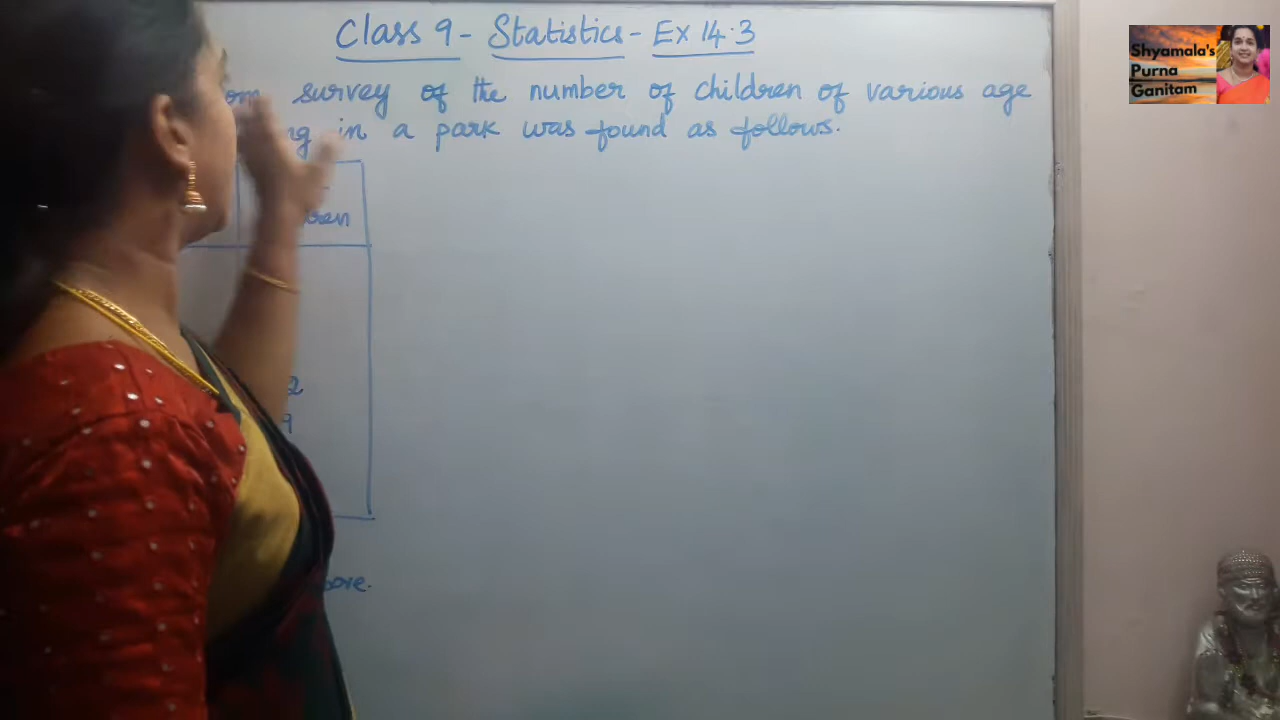 Class 9 - Statistics - Ex 14.3
survey of the number of children of various age
in a park was found as follows.
Shyamala's
Purna
Ganitam